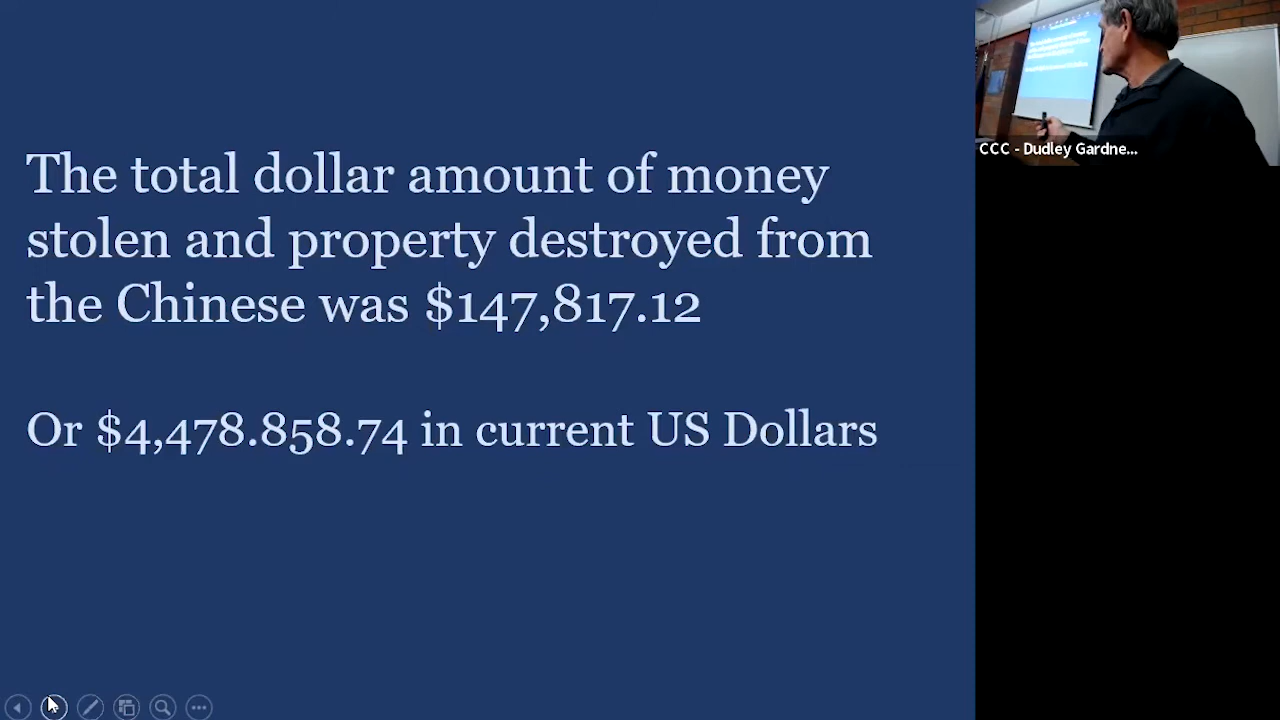 The total dollar amount of money
stolen and property destroyed from
the Chinese was $147,817.12
Or $4,478.858.74 in current US Dollars
CCC - Dudley Gardne...